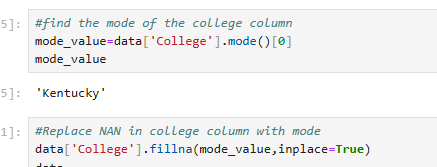 5]: #find the mode of the college column
mode_value=data['College'].mode()[0]
mode_value
5]: 'Kentucky'
1]: #Replace NAN in college column with mode
data['College'].fillna(mode_value,inplace=True)
data